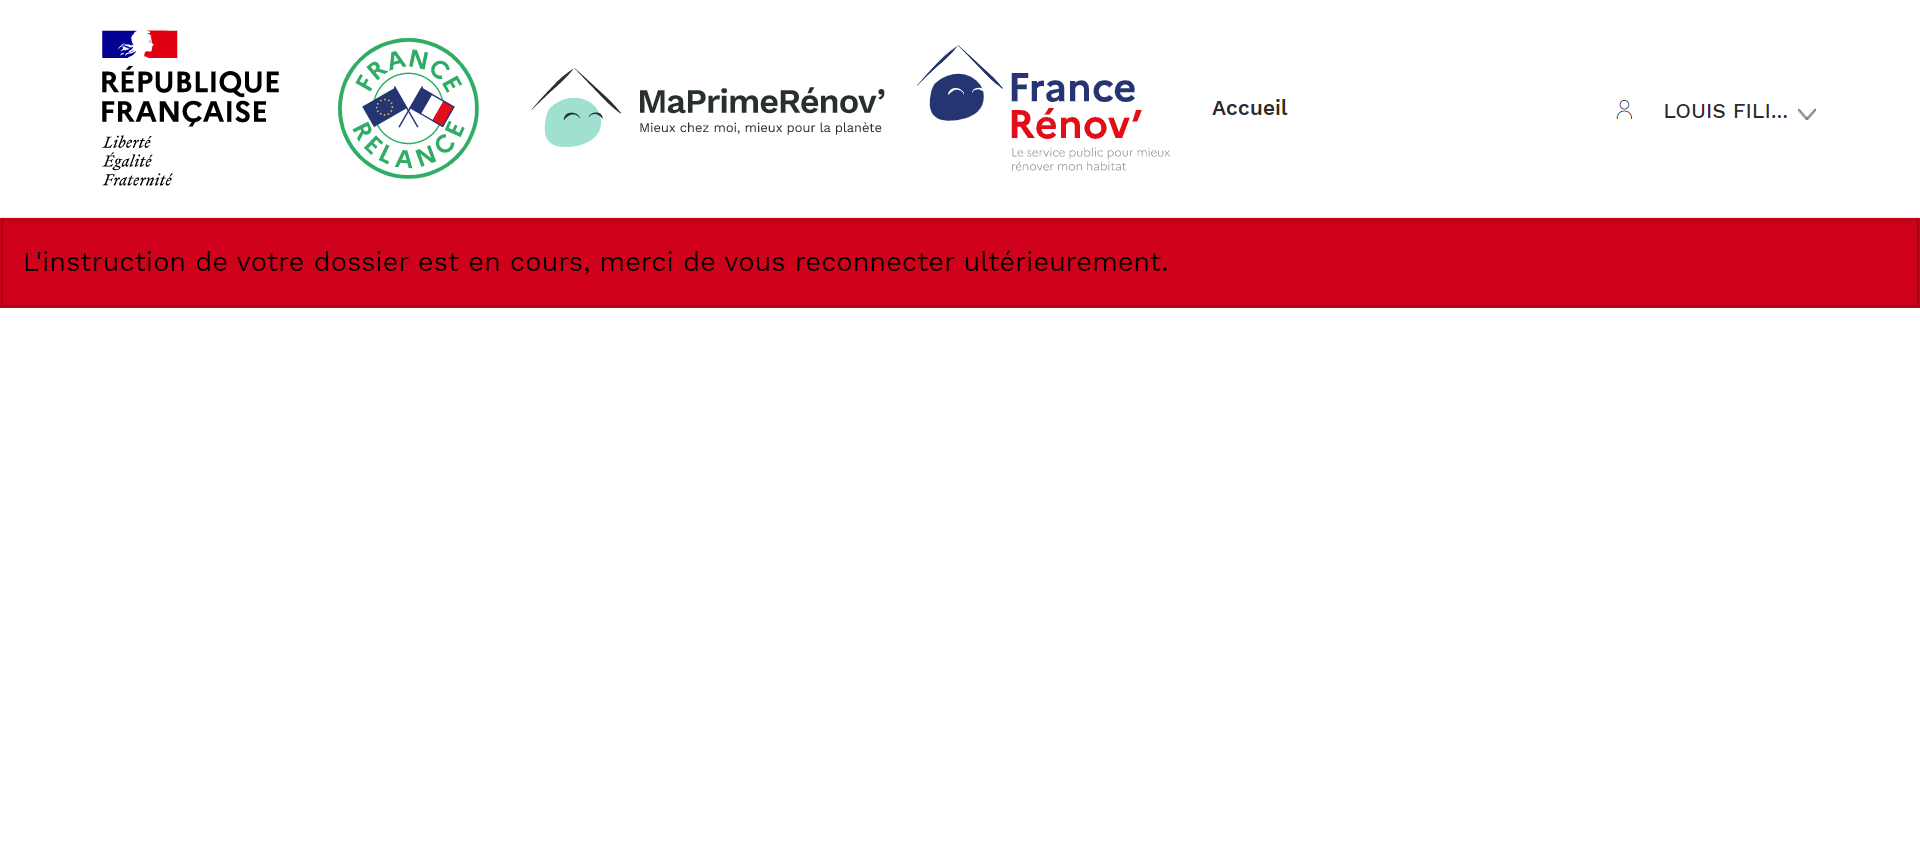 RÉPUBLIQUE
FRANÇAISE
Liberté
Égalité
Fraternité
FRANCE
RELANCE
MaPrimeRénov’
Mieux chez moi, mieux pour la planète
France
Rénov’
Le service public pour mieux
rénover mon habitat
Accueil
LOUIS FILI...
L'instruction de votre dossier est en cours, merci de vous reconnecter ultérieurement.